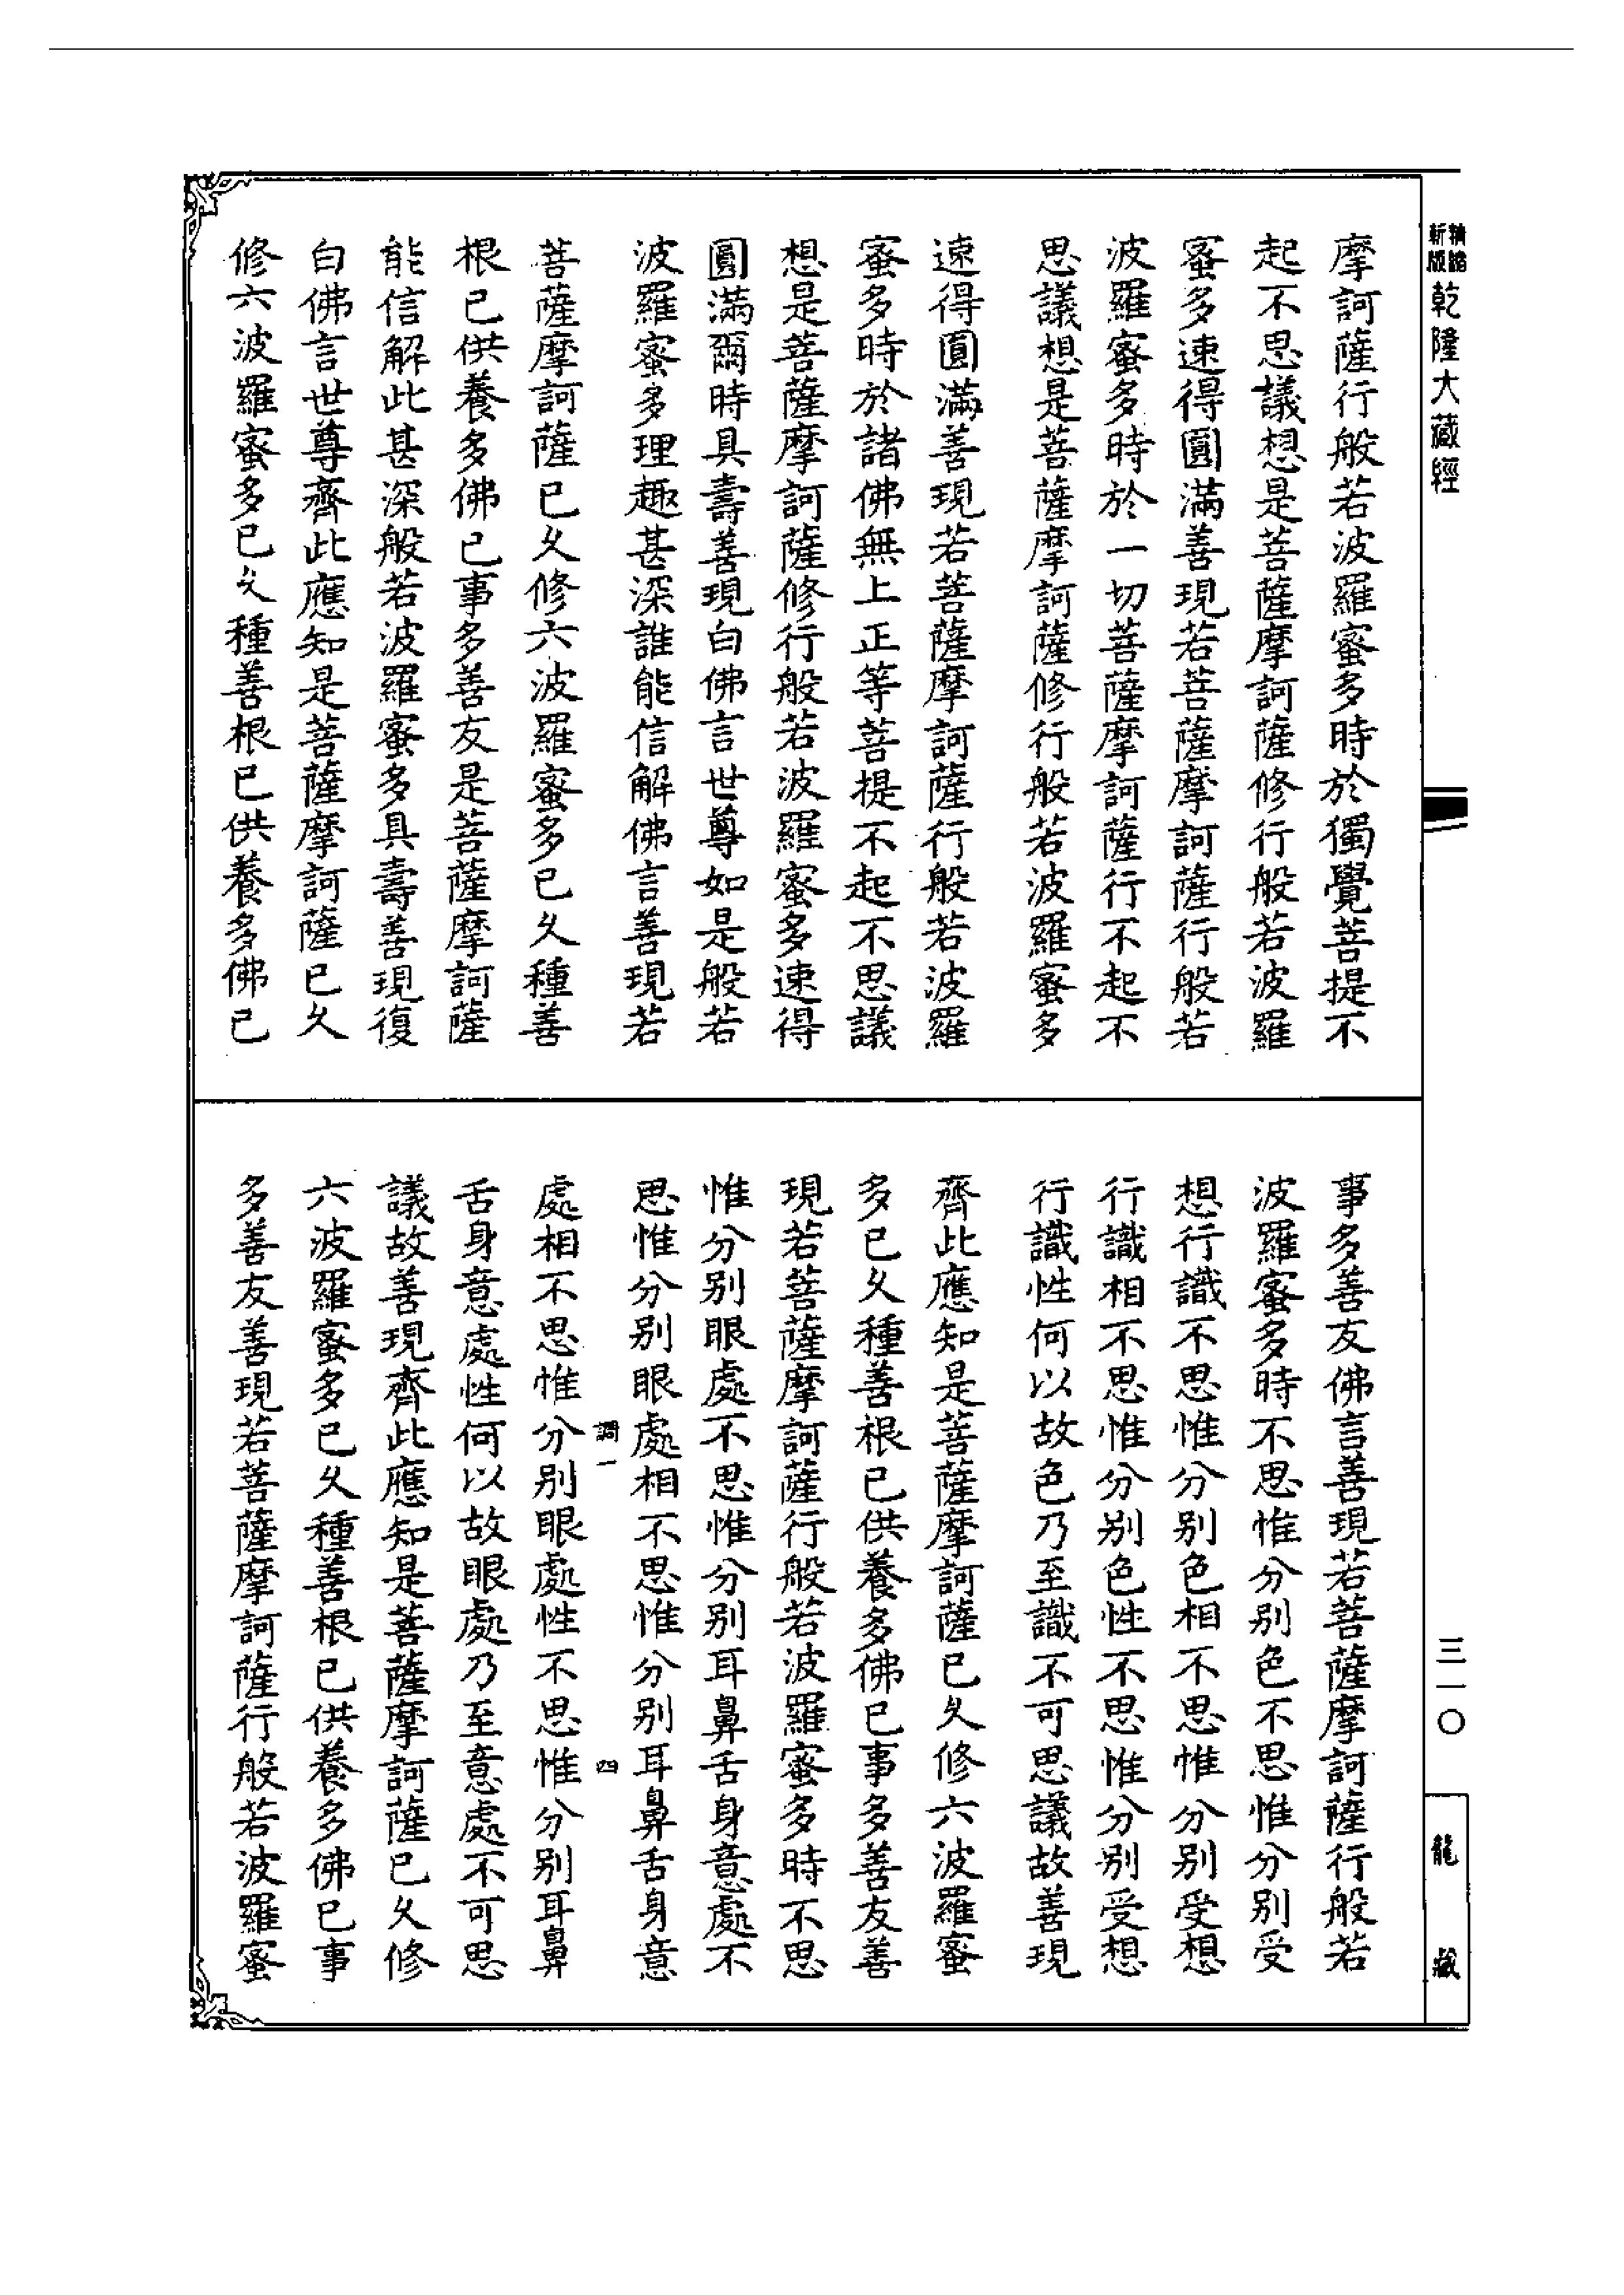 新版
精縮
乾隆大藏經
摩訶薩行般若波羅蜜多時於獨覺菩提不
起不思議想是菩薩摩訶薩修行般若波羅
蜜多速得圓滿善現若菩薩摩訶薩行般若
波羅蜜多時於一切菩薩摩訶薩行不起不
思議想是菩薩摩訶薩修行般若波羅蜜多
速得圓滿善現若菩薩摩訶薩行般若波羅
蜜多時於諸佛無上正等菩提不起不思議
想是菩薩摩訶薩修行般若波羅蜜多速得
圓滿爾時具壽善現白佛言世尊如是般若
波羅蜜多理趣甚深誰能信解佛言善現若
菩薩摩訶薩已久修六波羅蜜多已久種善
根已供養多佛已事多善友是菩薩摩訶薩
能信解此甚深般若波羅蜜多具壽善現復
白佛言世尊齊此應知是菩薩摩訶薩已久
修六波羅蜜多已久種善根已供養多佛已
事多善友佛言善現若菩薩摩訶薩行般若
波羅蜜多時不思惟分別色不思惟分別受
想行識不思惟分別色相不思惟分別受想
行識相不思惟分別色性不思惟分別受想
行識性何以故色乃至識不可思議故善現
齊此應知是菩薩摩訶薩已久修六波羅蜜
多已久種善根已供養多佛已事多善友善
現若菩薩摩訶薩行般若波羅蜜多時不思
惟分別眼處不思惟分別耳鼻舌身意處不
思惟分別眼處相不思惟分別耳鼻舌身意
調一 四
處相不思惟分別眼處性不思惟分別耳鼻
舌身意處性何以故眼處乃至意處不可思
議故善現齊此應知是菩薩摩訶薩已久修
六波羅蜜多已久種善根已供養多佛已事
多善友善現若菩薩摩訶薩行般若波羅蜜
三一〇
龍藏